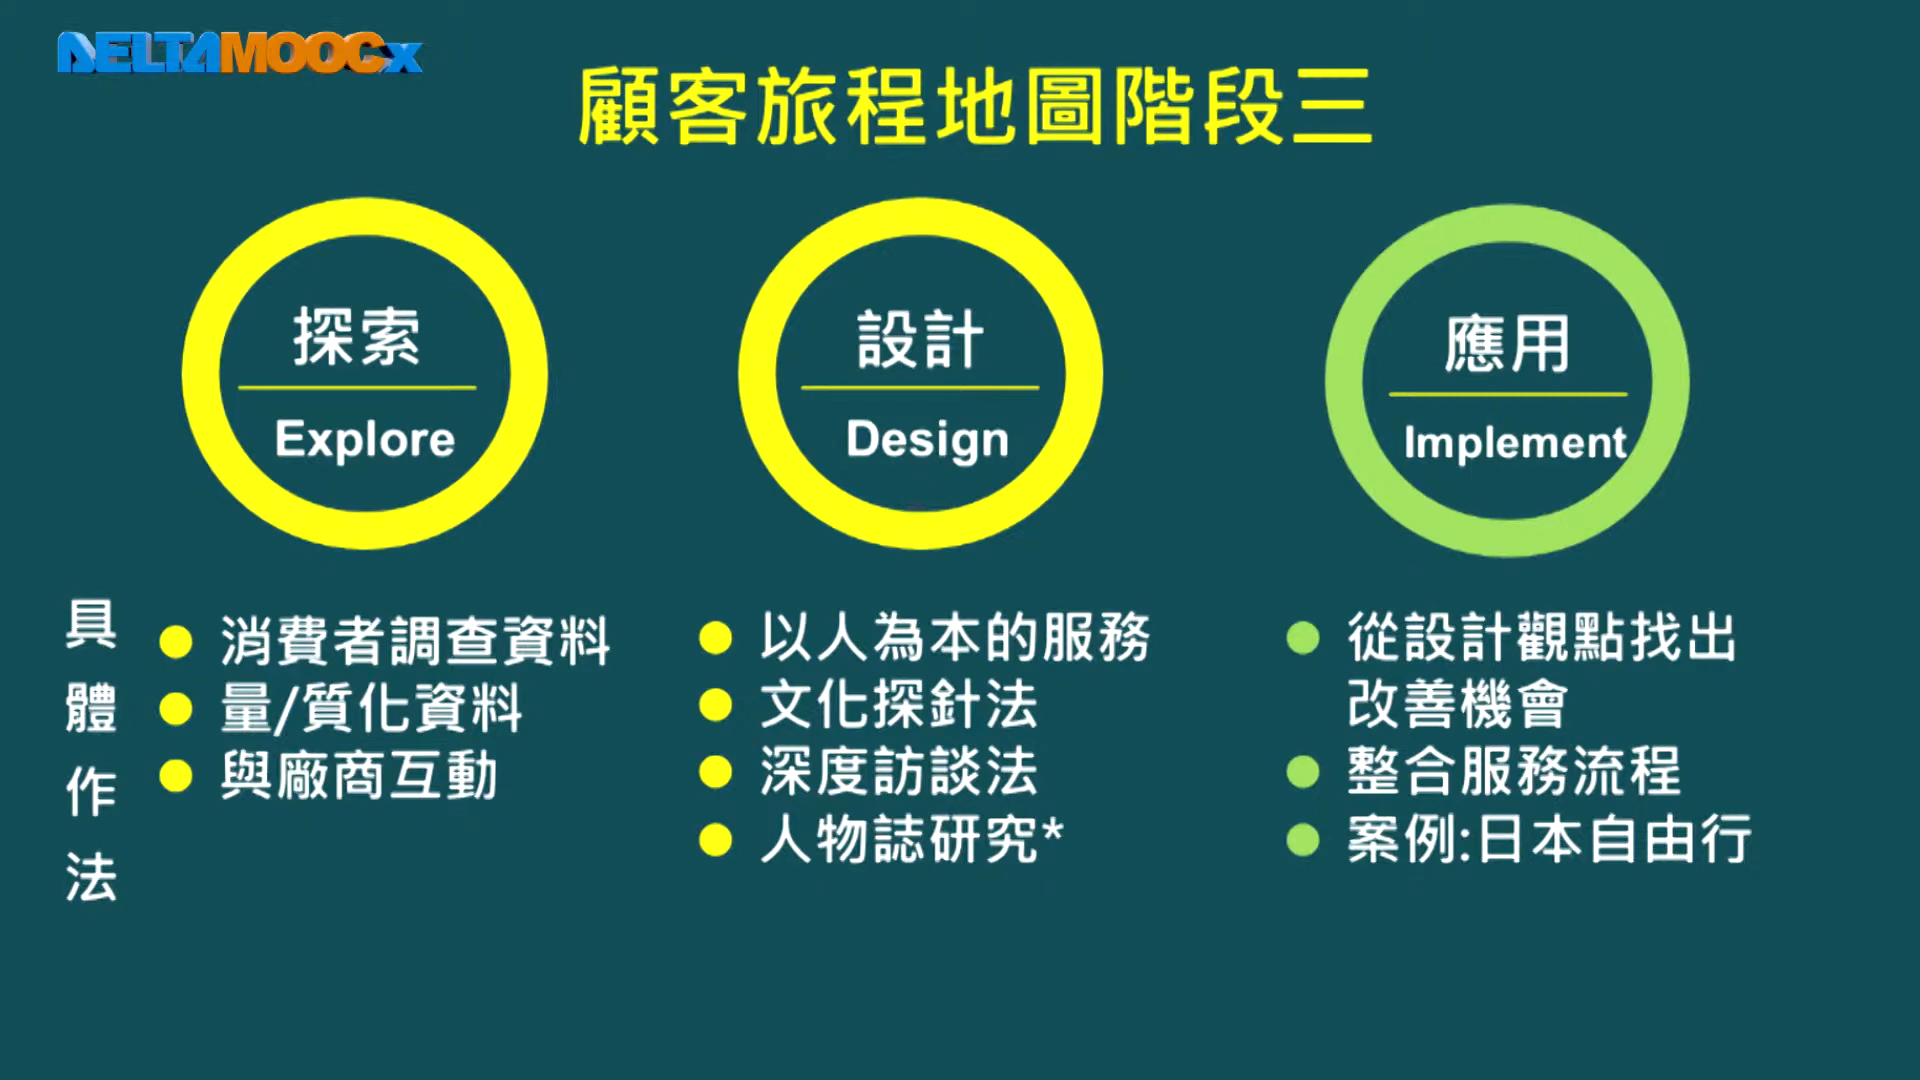 DELTAMOOCx
顧客旅程地圖階段三
探索
Explore
設計
Design
應用
Implement
具體作法
消費者調查資料
量/質化資料
與廠商互動
以人為本的服務
文化探針法
深度訪談法
人物誌研究*
從設計觀點找出
改善機會
整合服務流程
案例:日本自由行